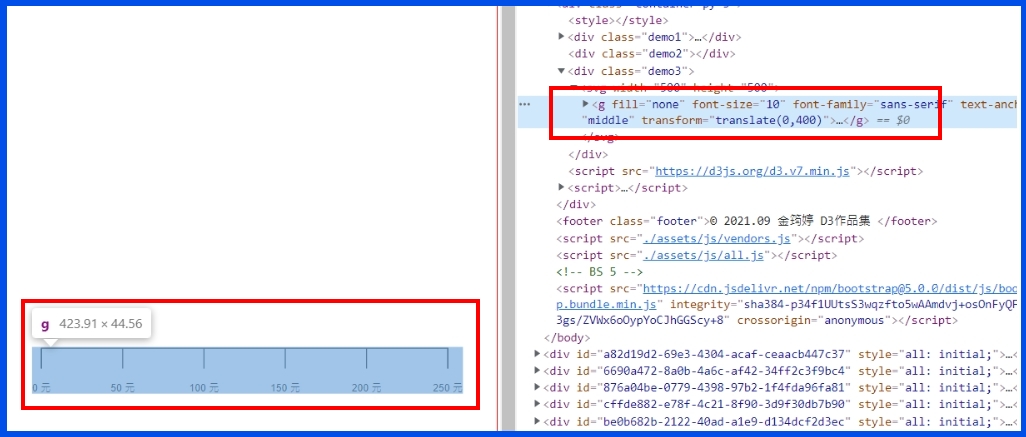 g 423.91 × 44.56
0 元 50 元 100 元 150 元 200 元 250 元
<style></style>
▶<div class="demo1">…</div>
<div class="demo2"></div>
▼<div class="demo3">
▶<g fill="none" font-size="10" font-family="sans-serif" text-anch
"middle" transform="translate(0,400)">…</g> == $0
</div>
<script src="https://d3js.org/d3.v7.min.js"></script>
▶<script>…</script>
</div>
<footer class="footer">© 2021.09 金筠婷 D3作品集 </footer>
<script src="./assets/js/vendors.js"></script>
<script src="./assets/js/all.js"></script>
<!-- BS 5 -->
<script src="https://cdn.jsdelivr.net/npm/bootstrap@5.0.0/dist/js/boo
p.bundle.min.js" integrity="sha384-p34f1UUtsS3wqzfto5wAAmdvj+osOnFyQF
3gs/ZVWx6oOypYoCJhGGScy+8" crossorigin="anonymous"></script>
</body>
▶<div id="a82d19d2-69e3-4304-acaf-ceaacb447c37" style="all: initial;">
▶<div id="6690a472-8a0b-4a6c-af42-34ff2c3f9bc4" style="all: initial;">
▶<div id="876a04be-0779-4398-97b2-1f4fda96fa81" style="all: initial;">
▶<div id="cffde882-e78f-4c21-8f90-3d9f30db7b90" style="all: initial;">
▶<div id="be0b682b-2122-40ad-a1e9-d134dcf2d3ec" style="all: initial;">